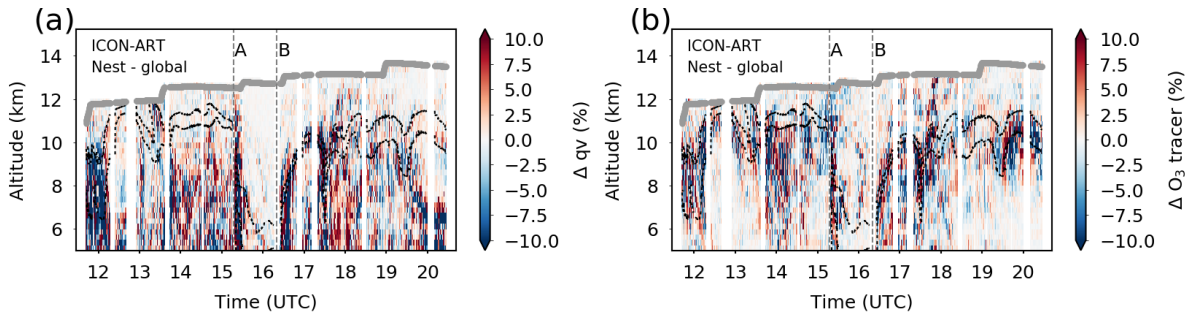 (a)
ICON-ART
Nest - global
A
B
14
12
10
8
6
Altitude (km)
12 13 14 15 16 17 18 19 20
Time (UTC)
10.0
7.5
5.0
2.5
0.0
−2.5
−5.0
−7.5
−10.0
Δ qv (%)
(b)
ICON-ART
Nest - global
A
B
14
12
10
8
6
Altitude (km)
12 13 14 15 16 17 18 19 20
Time (UTC)
10.0
7.5
5.0
2.5
0.0
−2.5
−5.0
−7.5
−10.0
Δ O₃ tracer (%)